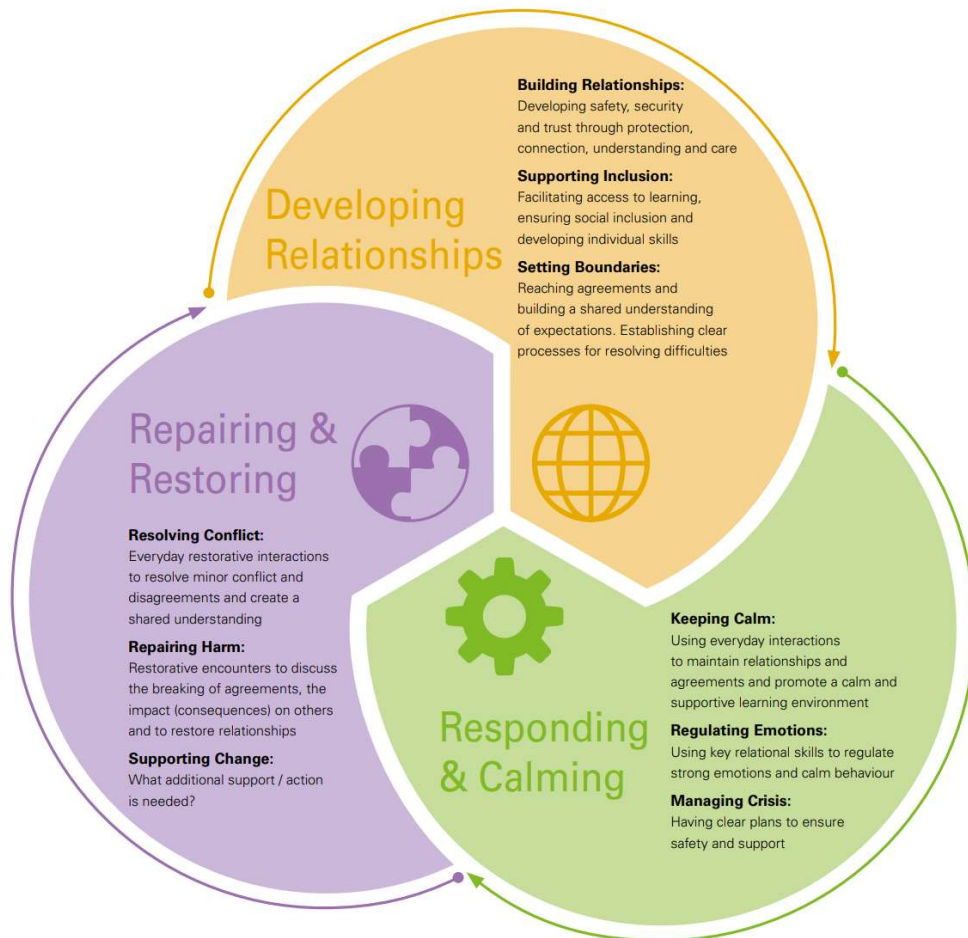 Developing
Relationships
Building Relationships:
Developing safety, security
and trust through protection,
connection, understanding and care
Supporting Inclusion:
Facilitating access to learning,
ensuring social inclusion and
developing individual skills
Setting Boundaries:
Reaching agreements and
building a shared understanding
of expectations. Establishing clear
processes for resolving difficulties
Repairing &
Restoring
Resolving Conflict:
Everyday restorative interactions
to resolve minor conflict and
disagreements and create a
shared understanding
Repairing Harm:
Restorative encounters to discuss
the breaking of agreements, the
impact (consequences) on others
and to restore relationships
Supporting Change:
What additional support / action
is needed?
Responding
& Calming
Keeping Calm:
Using everyday interactions
to maintain relationships and
agreements and promote a calm and
supportive learning environment
Regulating Emotions:
Using key relational skills to regulate
strong emotions and calm behaviour
Managing Crisis:
Having clear plans to ensure
safety and support